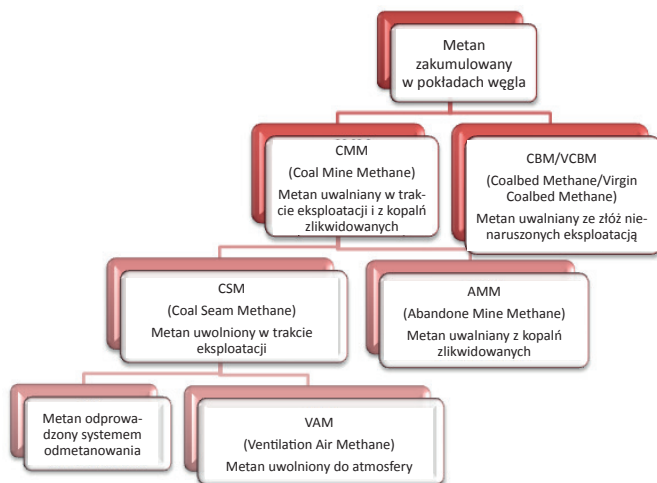 Metan
zakumulowany
w pokładach węgla
CMM
(Coal Mine Methane)
Metan uwalniany w trak-
cie eksploatacji i z kopalń
zlikwidowanych
CBM/VCBM
(Coalbed Methane/Virgin
Coalbed Methane)
Metan uwalniany ze złóż nie-
naruszonych eksploatacją
CSM
(Coal Seam Methane)
Metan uwolniony w trakcie
eksploatacji
AMM
(Abandone Mine Methane)
Metan uwalniany z kopalń
zlikwidowanych
Metan odprowa-
dzony systemem
odmetanowania
VAM
(Ventilation Air Methane)
Metan uwolniony do atmosfery